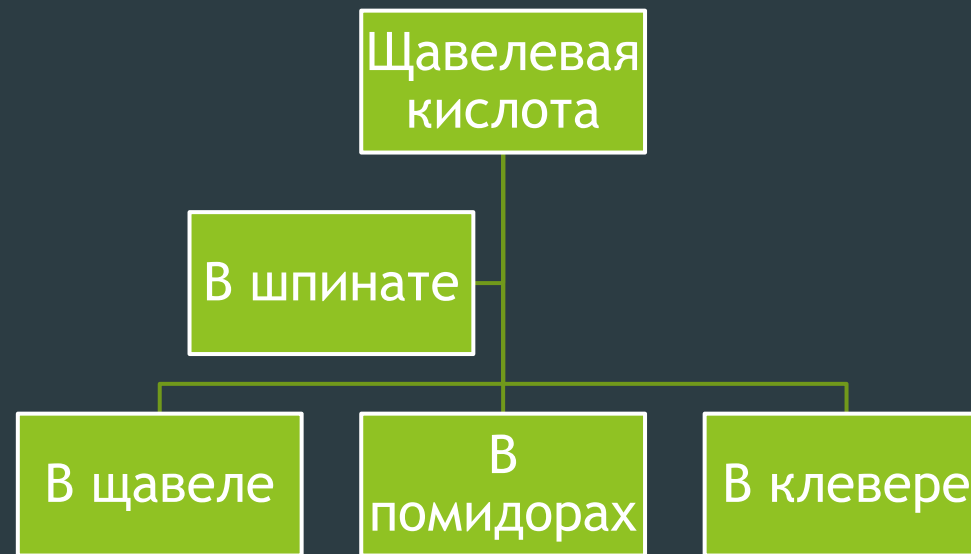 Щавелевая
кислота
В шпинате
В щавеле
В
помидорах
В клевере